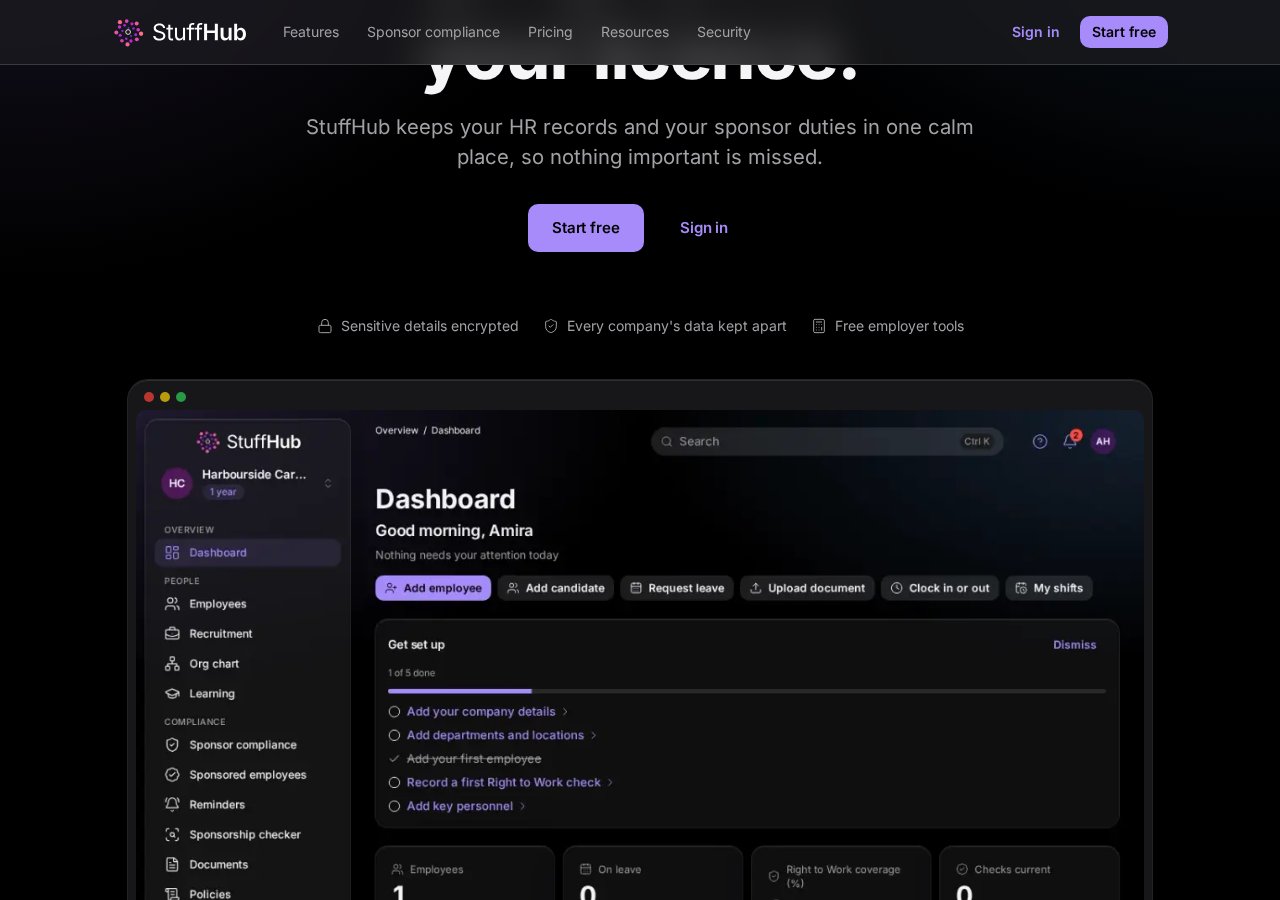 StuffHub
Features
Sponsor compliance
Pricing
Resources
Security
Sign in
Start free
your licence.
StuffHub keeps your HR records and your sponsor duties in one calm
place, so nothing important is missed.
Start free
Sign in
Sensitive details encrypted
Every company's data kept apart
Free employer tools
StuffHub
HC
Harbourside Car...
1 year
OVERVIEW
Dashboard
PEOPLE
Employees
Recruitment
Org chart
Learning
COMPLIANCE
Sponsor compliance
Sponsored employees
Reminders
Sponsorship checker
Documents
Policies
Overview / Dashboard
Search
Ctrl K
2
AH
Dashboard
Good morning, Amira
Nothing needs your attention today
Add employee
Add candidate
Request leave
Upload document
Clock in or out
My shifts
Get set up
Dismiss
1 of 5 done
Add your company details
Add departments and locations
Add your first employee
Record a first Right to Work check
Add key personnel
Employees
1
On leave
0
Right to Work coverage
(%)
Checks current
0